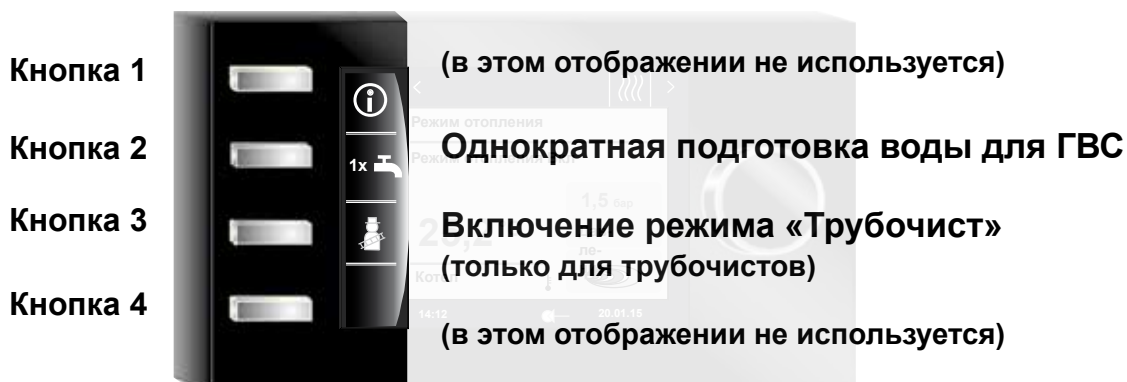 Кнопка 1
(в этом отображении не используется)
Режим отопления
Кнопка 2
1x
Однократная подготовка воды для ГВС
Режим отопления
1,5 бар
Кнопка 3
Включение режима «Трубочист»
(только для трубочистов)
Кнопка 4
14:12
20.01.15
(в этом отображении не используется)